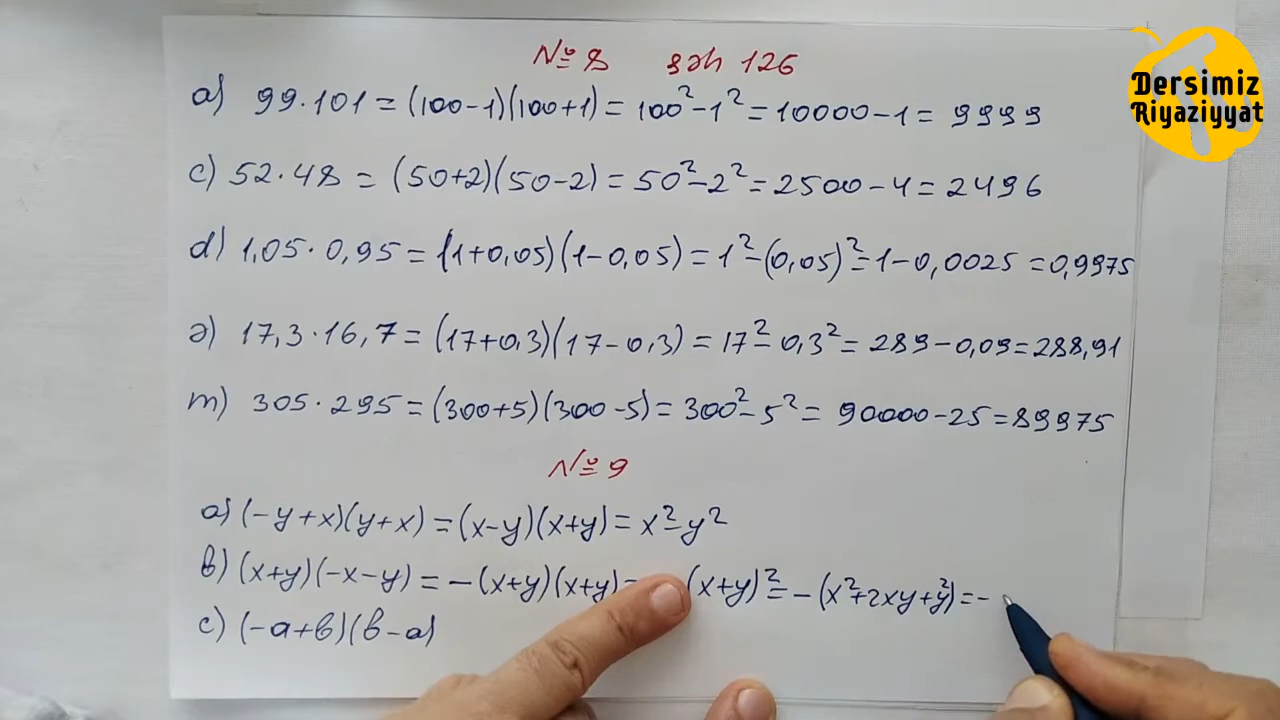 № 8 səh 126
Dersimiz
Riyaziyyat
a) 99·101=(100-1)(100+1)=100²-1²=10000-1=9999
c) 52·48=(50+2)(50-2)=50²-2²=2500-4=2496
d) 1,05·0,95=(1+0,05)(1-0,05)=1²-(0,05)²=1-0,0025=0,9975
ə) 17,3·16,7=(17+0,3)(17-0,3)=17²-0,3²=289-0,09=288,91
m) 305·295=(300+5)(300-5)=300²-5²=90000-25=89975
№ 9
a) (-y+x)(y+x)=(x-y)(x+y)=x²-y²
b) (x+y)(-x-y)=-(x+y)(x+y)= (x+y)²=-(x²+2xy+y²)=-
c) (-a+b)(b-a)